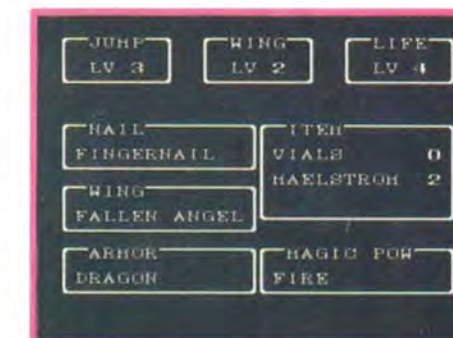 JUMP WING LIFE
LV 3 LV 2 LV 4
NAIL ITEM
FINGERNAIL VIALS 0
MAELSTROM 2
WING
FALLEN ANGEL
ARMOR MAGIC POW
DRAGON FIRE